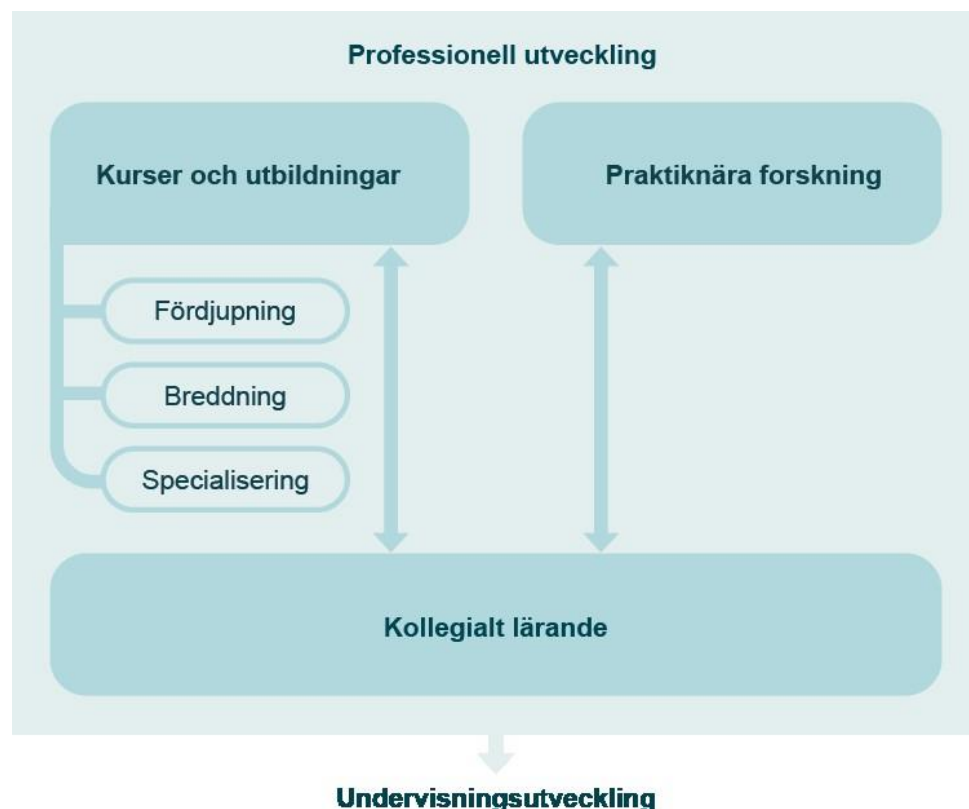 Professionell utveckling
Kurser och utbildningar
Praktiknära forskning
Fördjupning
Breddning
Specialisering
Kollegialt lärande
Undervisningsutveckling